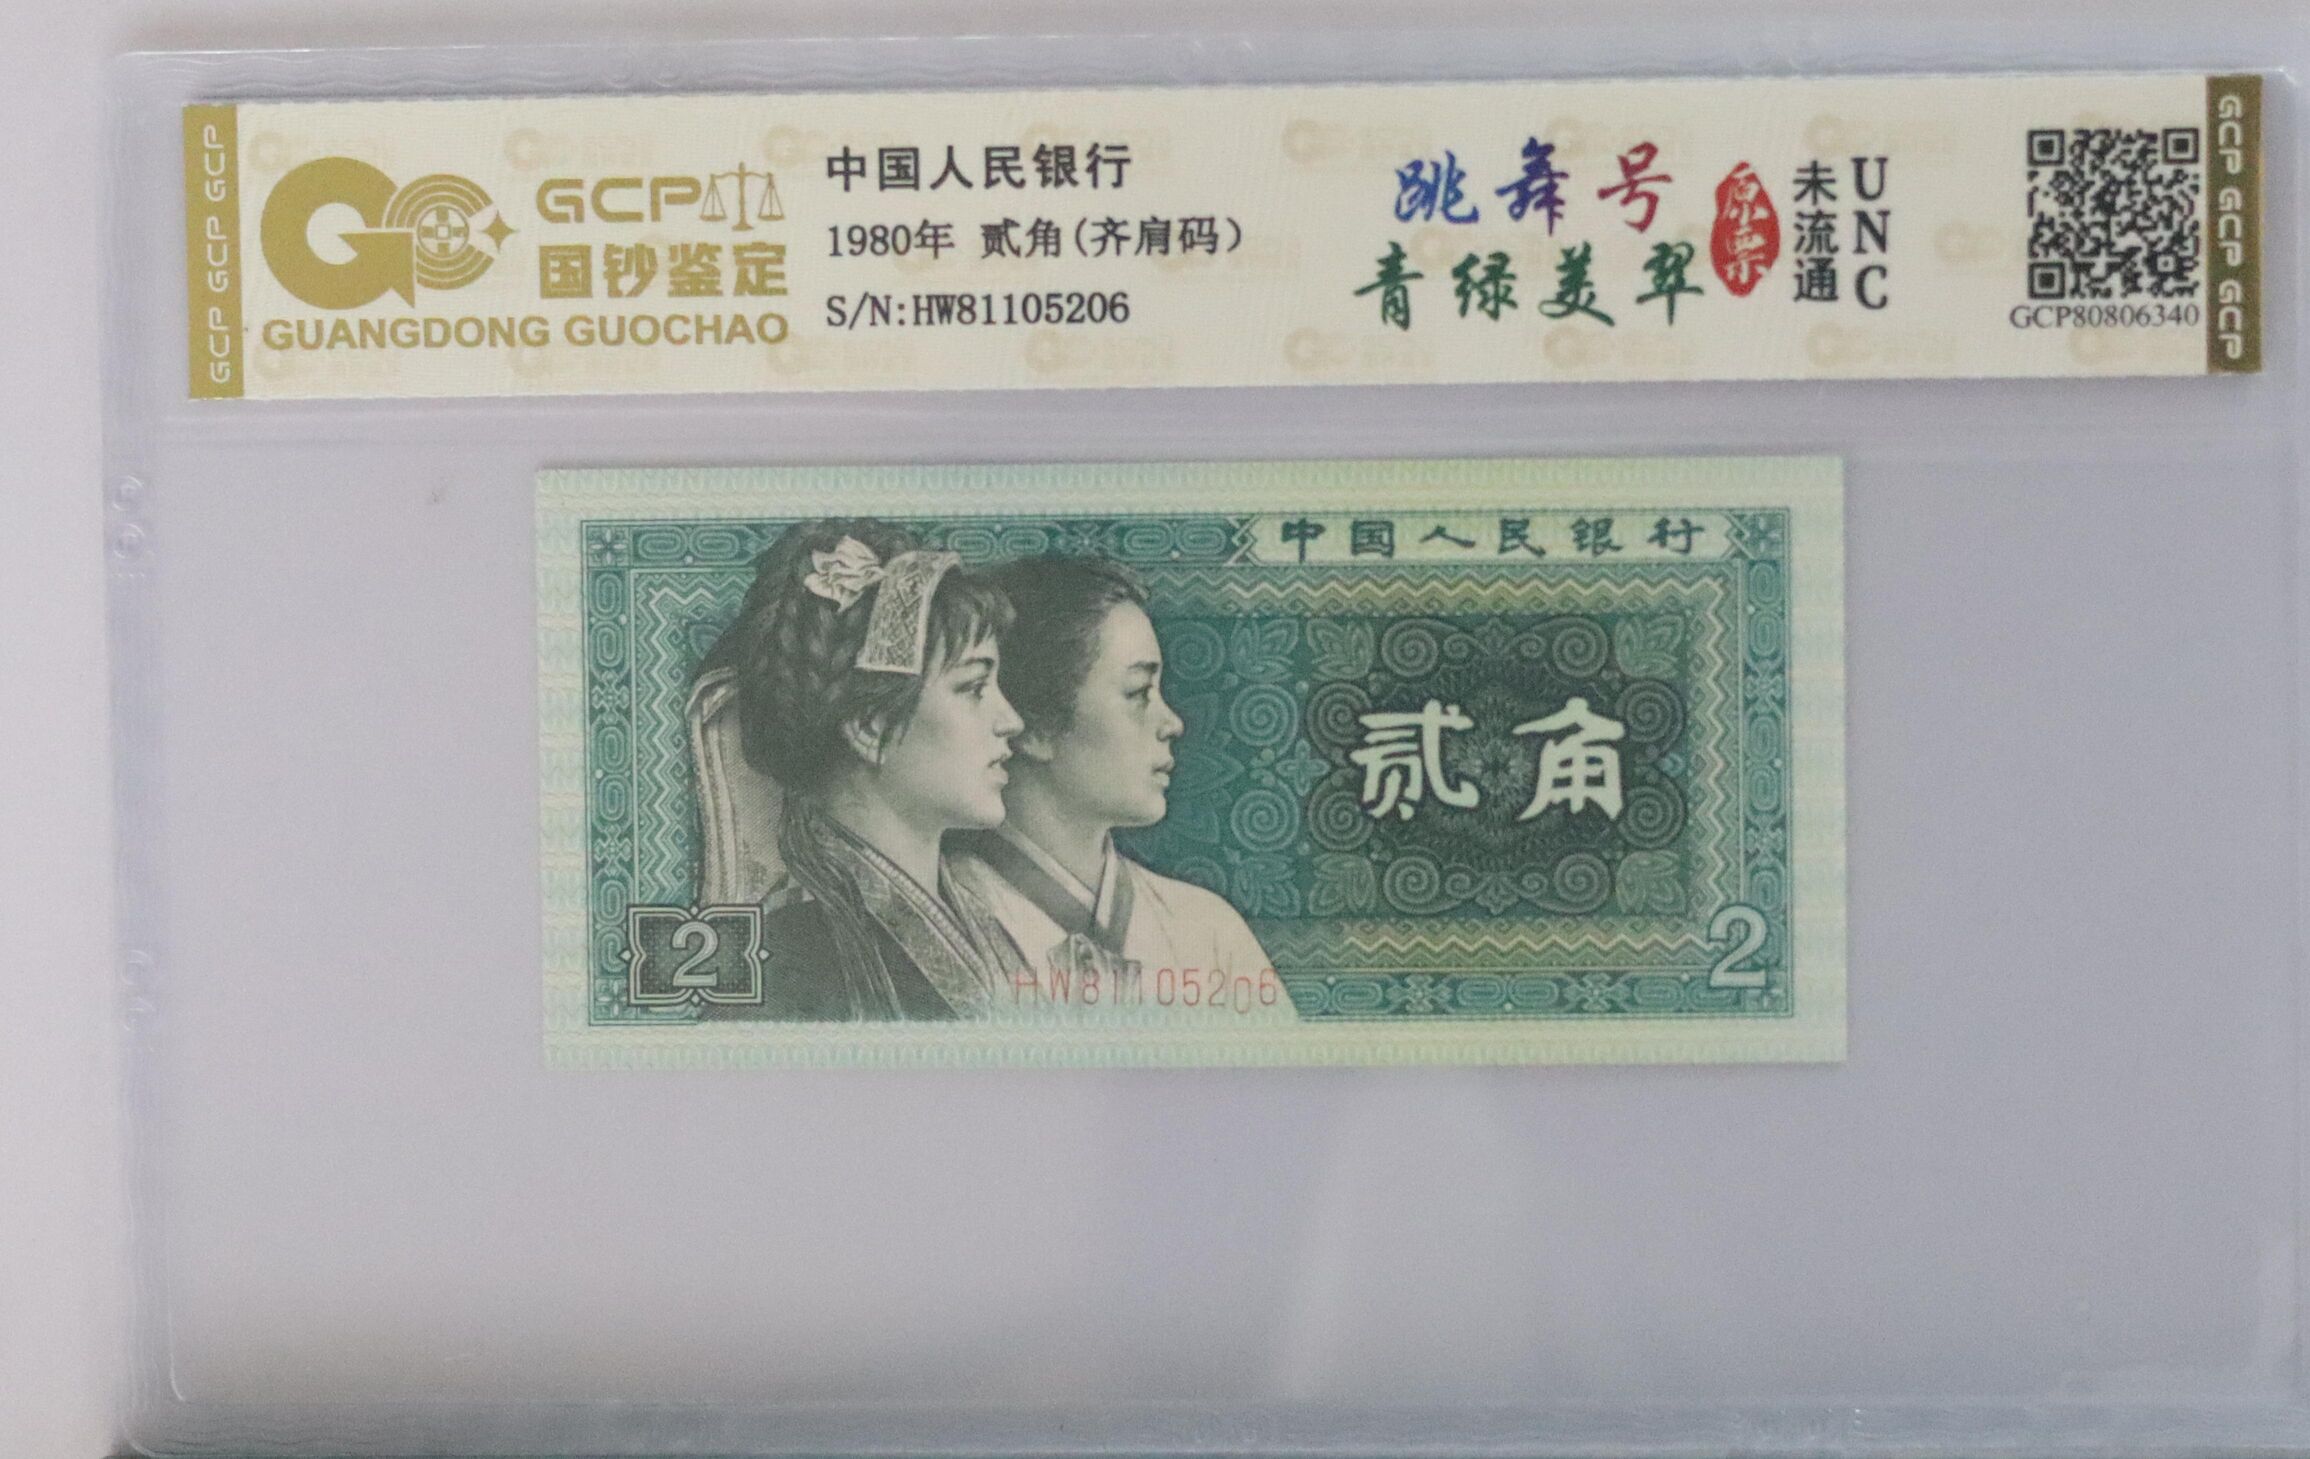 GCP GCP GCP
GCP
国钞鉴定
GUANGDONG GUOCHAO
中国人民银行
1980年 贰角(齐肩码)
S/N:HW81105206
跳舞号
青绿美翠
原票
未流通
UNC
GCP80806340
GCP GCP GCP
中国人民银行
贰角
2
HW81105206
2